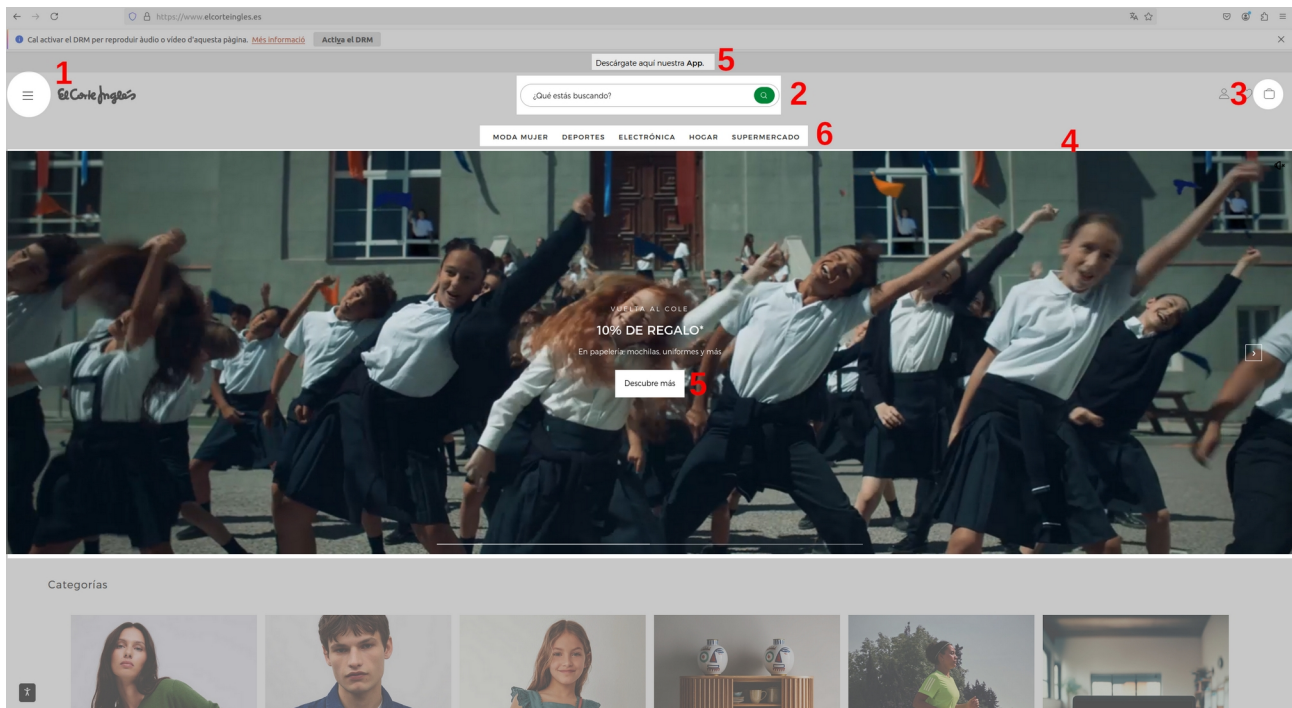 https://www.elcorteingles.es
Cal activar el DRM per reproduir àudio o vídeo d'aquesta pàgina. Més informació Activa el DRM
Descárgate aquí nuestra App. 5
1
El Corte Inglés
¿Qué estás buscando? 2
3
MODA MUJER DEPORTES ELECTRÓNICA HOGAR SUPERMERCADO 6
4
VUELTA AL COLE
10% DE REGALO*
En papelería: mochilas, uniformes y más
Descubre más 5
Categorías